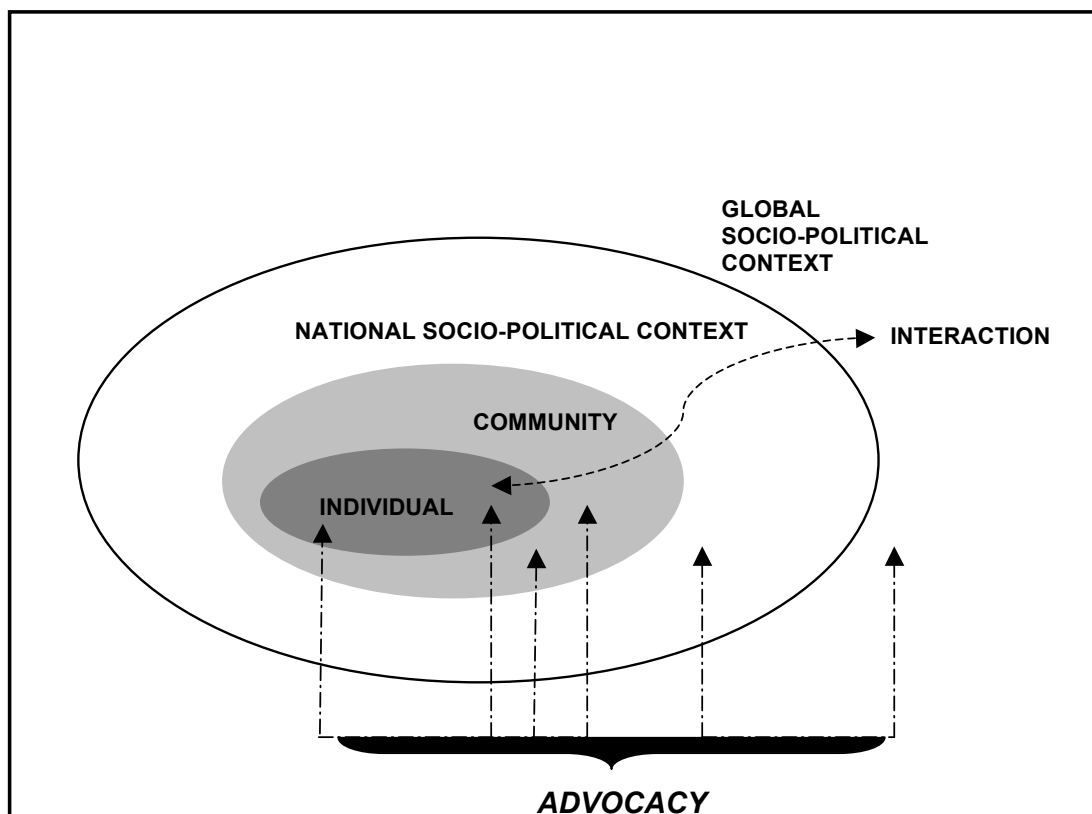 GLOBAL
SOCIO-POLITICAL
CONTEXT
NATIONAL SOCIO-POLITICAL CONTEXT
INTERACTION
COMMUNITY
INDIVIDUAL
ADVOCACY